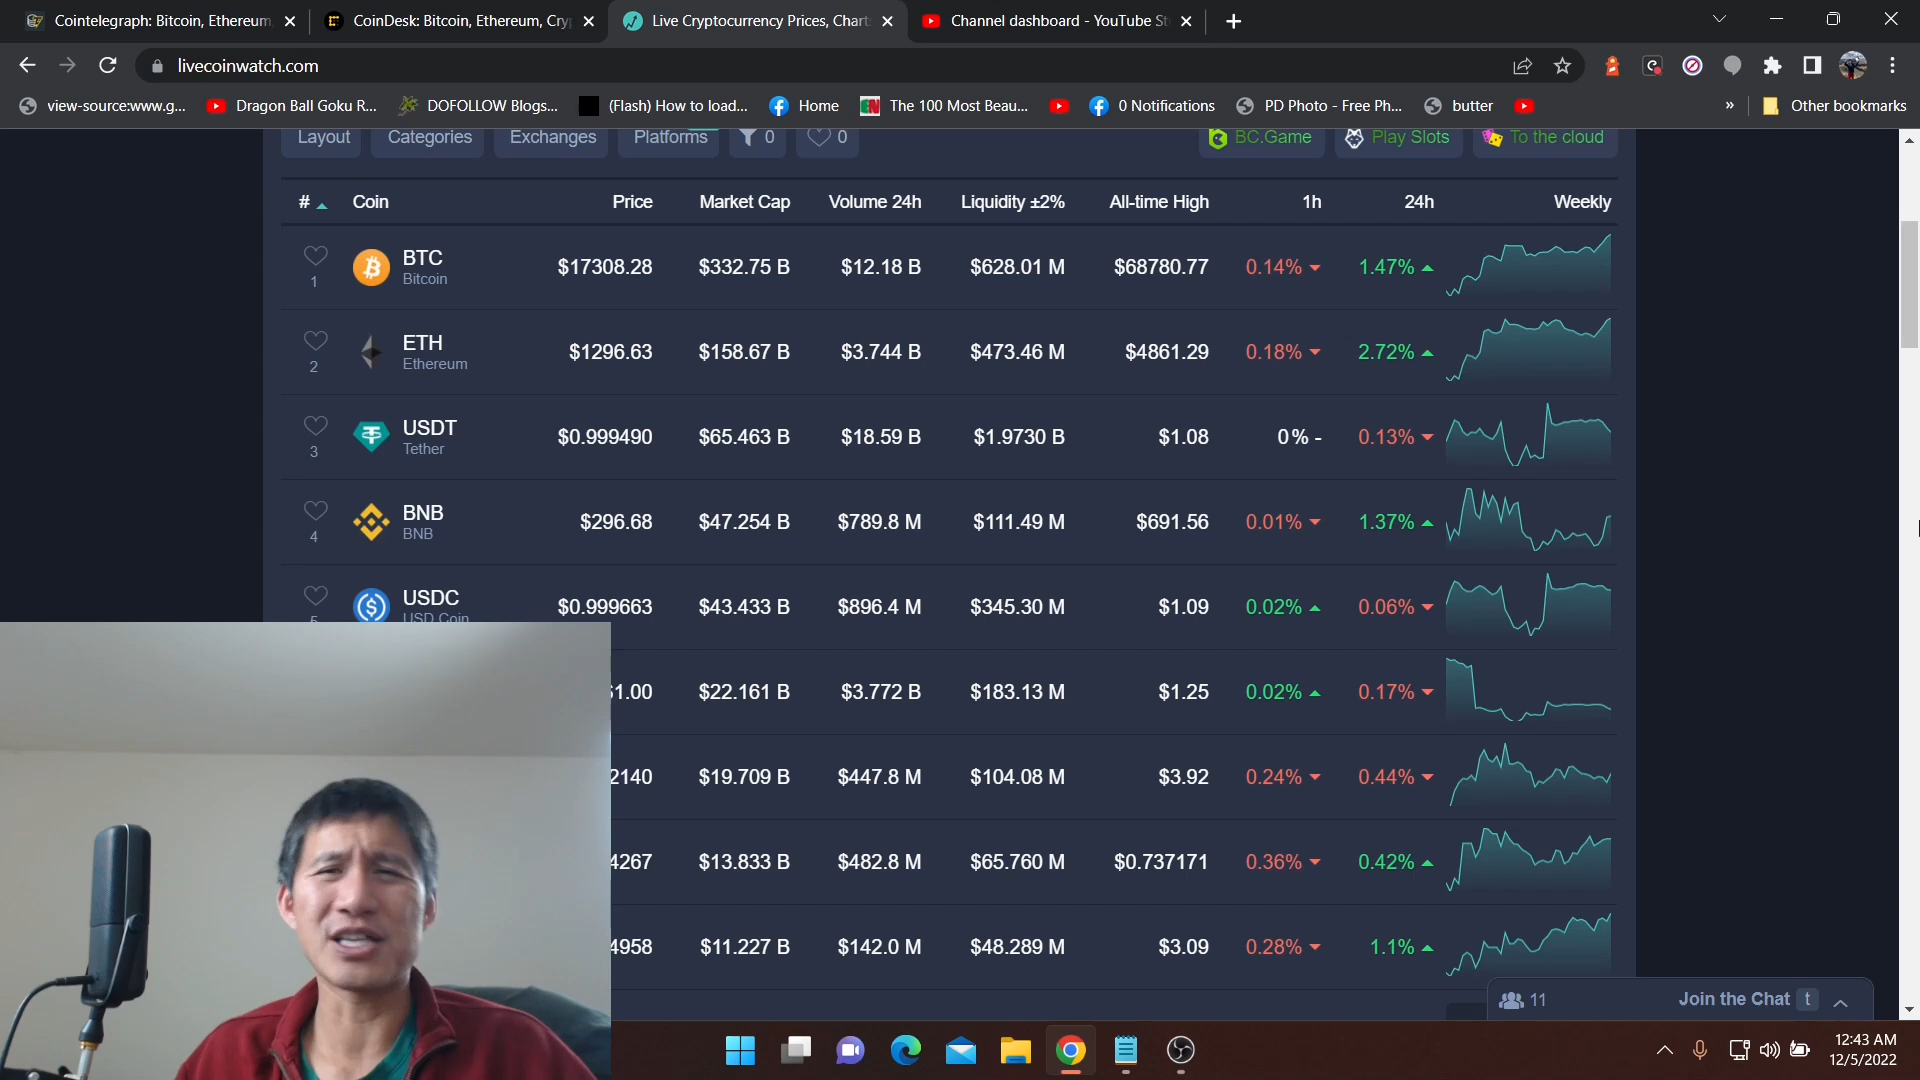 Cointelegraph: Bitcoin, Ethereum
CoinDesk: Bitcoin, Ethereum, Cry
Live Cryptocurrency Prices, Chart
Channel dashboard - YouTube St
livecoinwatch.com
view-source:www.g...
Dragon Ball Goku R...
DOFOLLOW Blogs...
(Flash) How to load...
Home
The 100 Most Beau...
0 Notifications
PD Photo - Free Ph...
butter
»
Other bookmarks
Layout
Categories
Exchanges
Platforms
0
0
BC.Game
Play Slots
To the cloud
# Coin Price Market Cap Volume 24h Liquidity ±2% All-time High 1h 24h Weekly
1 BTC Bitcoin $17308.28 $332.75 B $12.18 B $628.01 M $68780.77 0.14% 1.47%
2 ETH Ethereum $1296.63 $158.67 B $3.744 B $473.46 M $4861.29 0.18% 2.72%
3 USDT Tether $0.999490 $65.463 B $18.59 B $1.9730 B $1.08 0% - 0.13%
4 BNB BNB $296.68 $47.254 B $789.8 M $111.49 M $691.56 0.01% 1.37%
5 USDC USD Coin $0.999663 $43.433 B $896.4 M $345.30 M $1.09 0.02% 0.06%
1.00 $22.161 B $3.772 B $183.13 M $1.25 0.02% 0.17%
2140 $19.709 B $447.8 M $104.08 M $3.92 0.24% 0.44%
4267 $13.833 B $482.8 M $65.760 M $0.737171 0.36% 0.42%
4958 $11.227 B $142.0 M $48.289 M $3.09 0.28% 1.1%
11 Join the Chat t
12:43 AM
12/5/2022